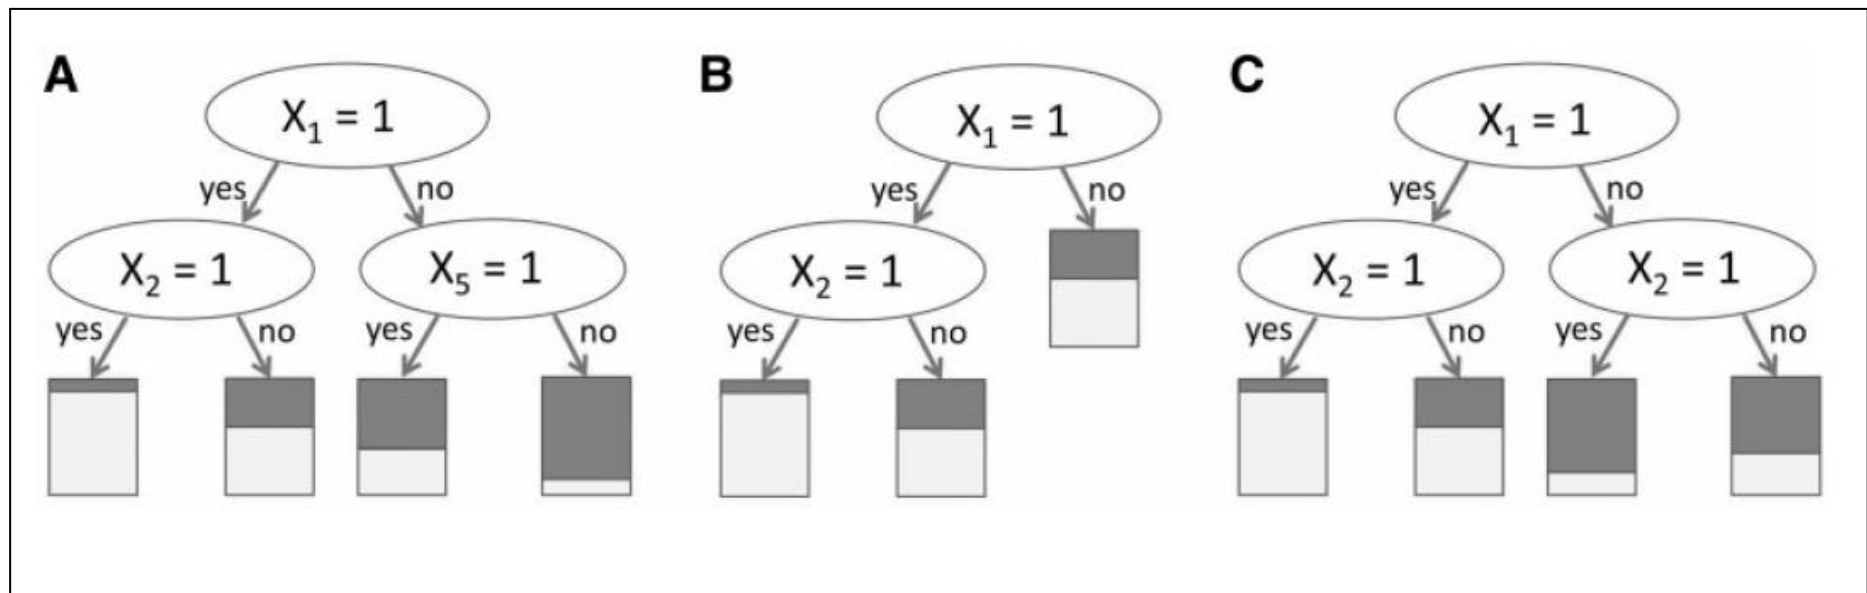 A
X₁ = 1
yes no
X₂ = 1 X₅ = 1
yes no yes no
B
X₁ = 1
yes no
X₂ = 1
yes no
C
X₁ = 1
yes no
X₂ = 1 X₂ = 1
yes no yes no